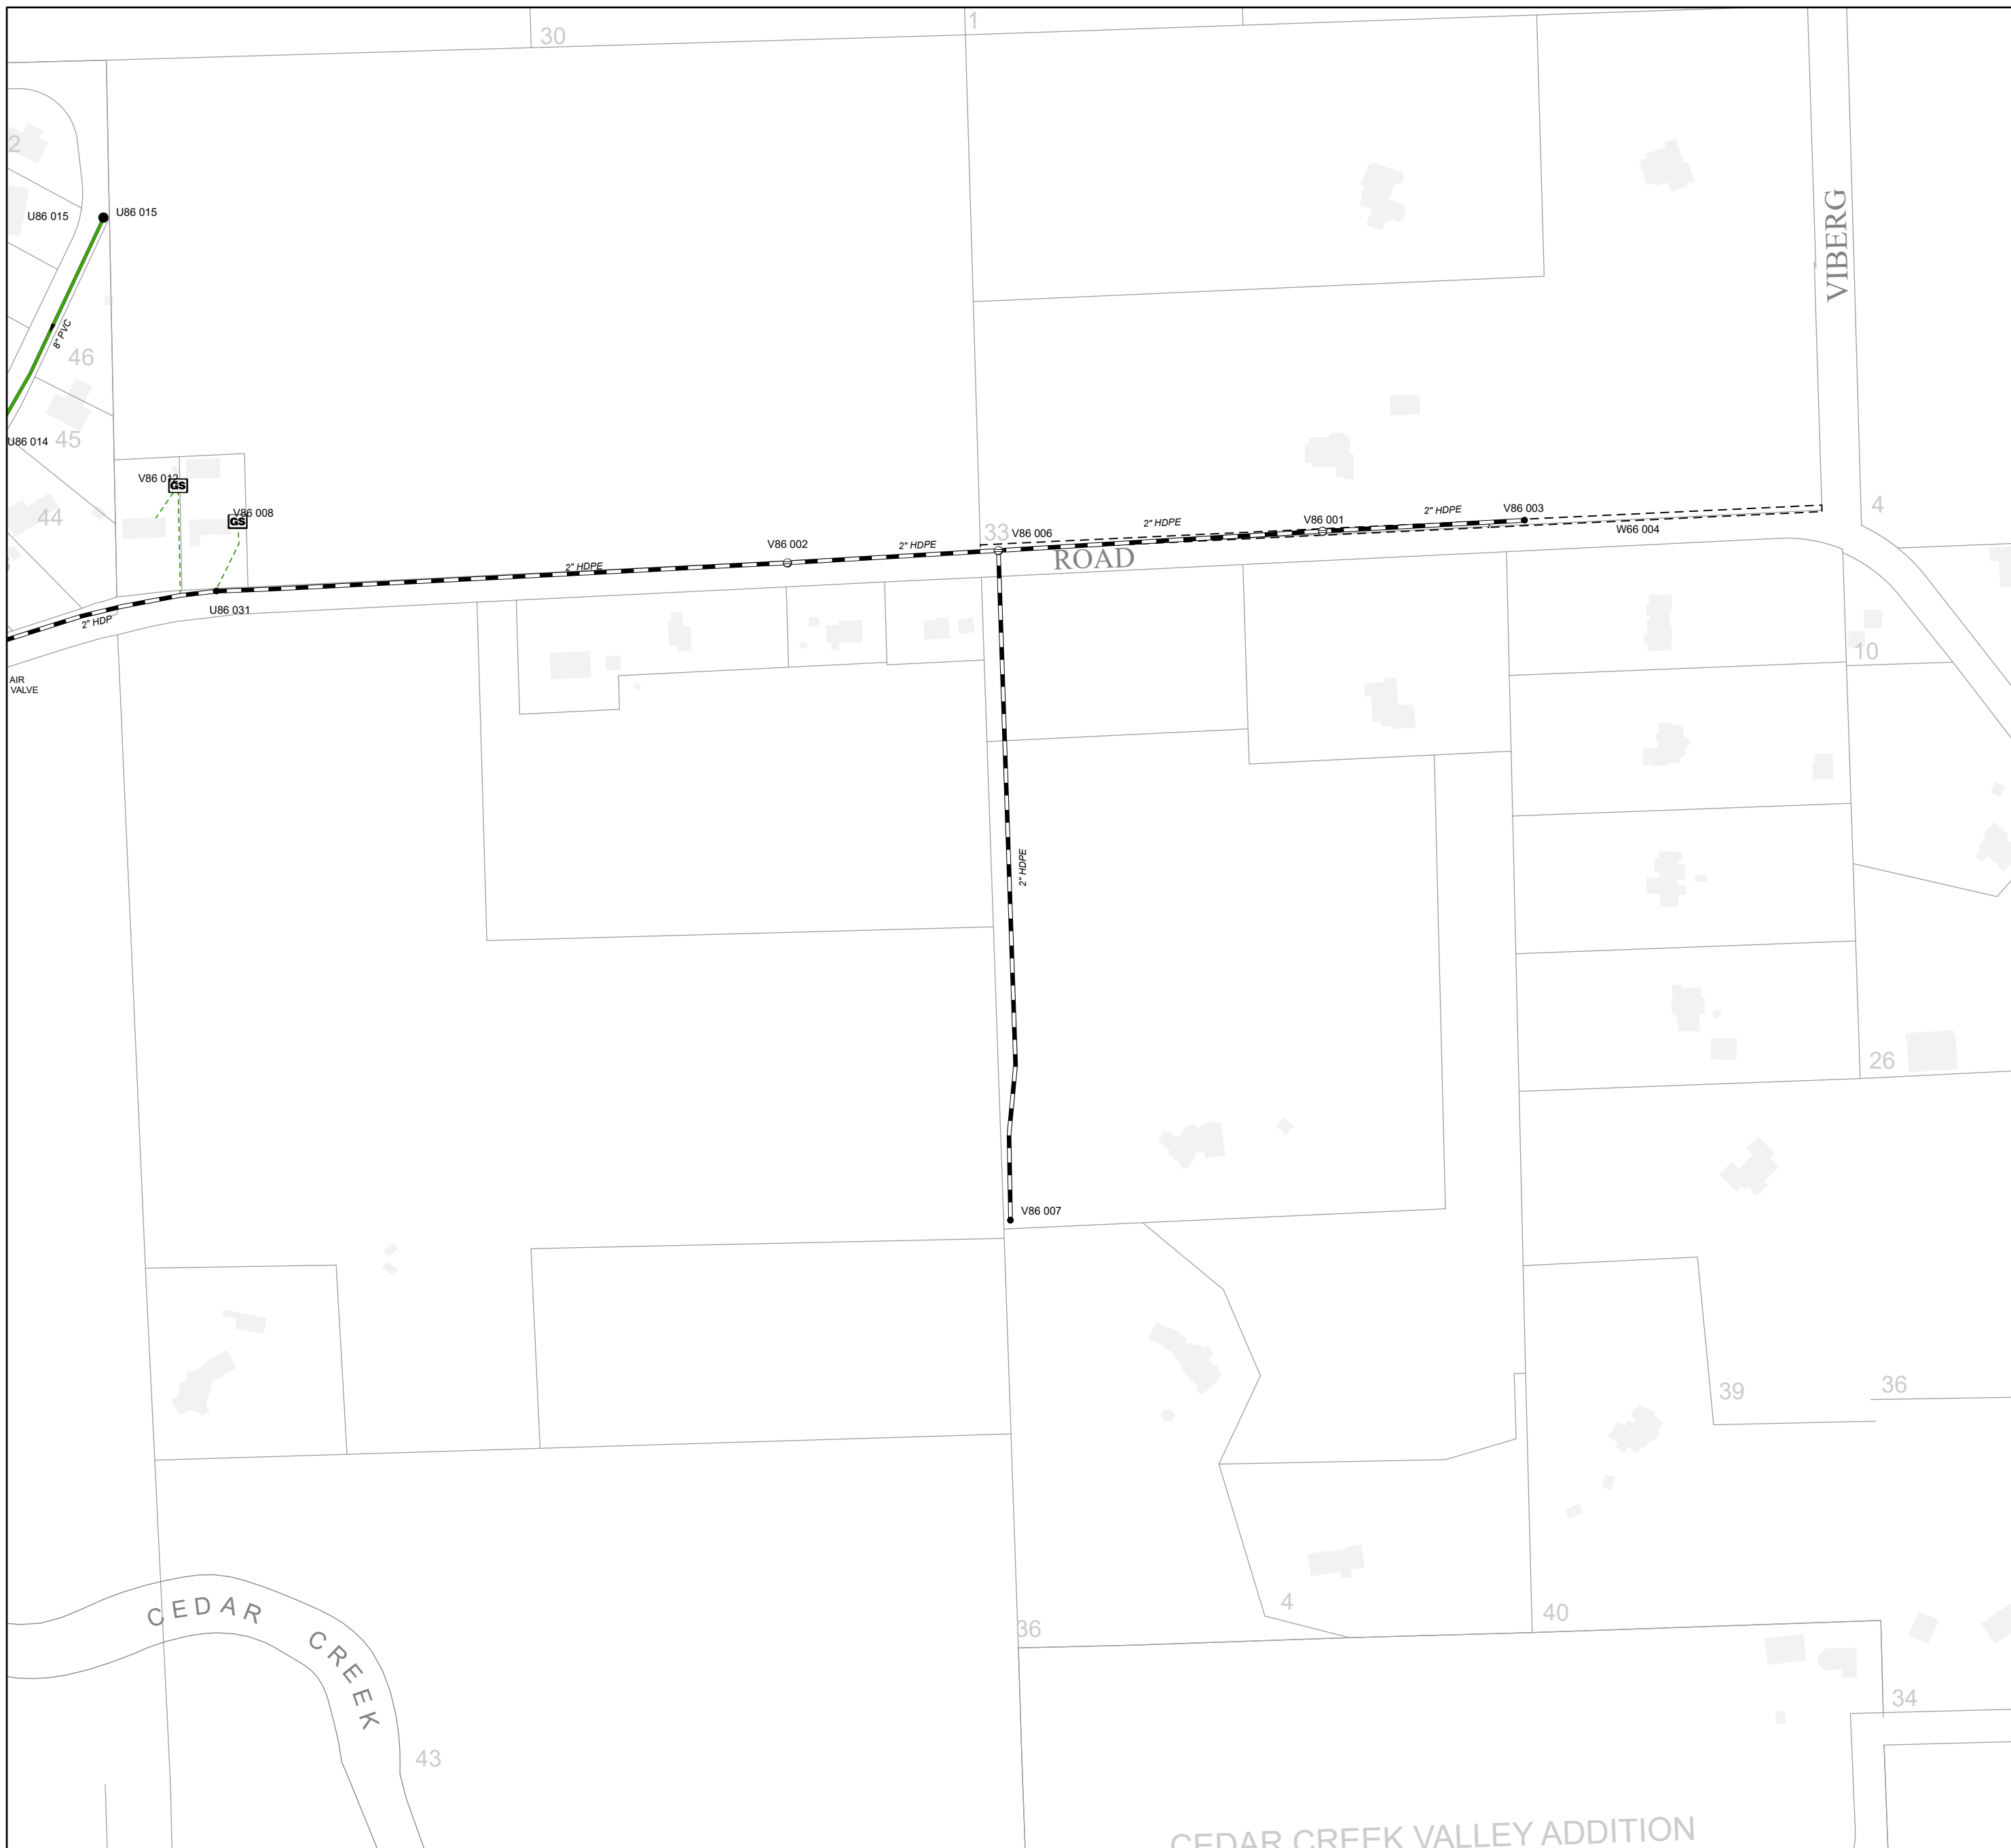 30
1
2
VIBERG
U86 015
U86 015
8" PVC
46
U86 014
45
V86 012
GS
44
V86 008
GS
4
V86 003
2" HDPE
V86 001
2" HDPE
W66 004
33
V86 006
ROAD
2" HDPE
V86 002
2" HDPE
U86 031
2" HDP
10
AIR
VALVE
2" HDPE
26
V86 007
39
36
CEDAR
CREEK
4
40
36
34
43
CEDAR CREEK VALLEY ADDITION